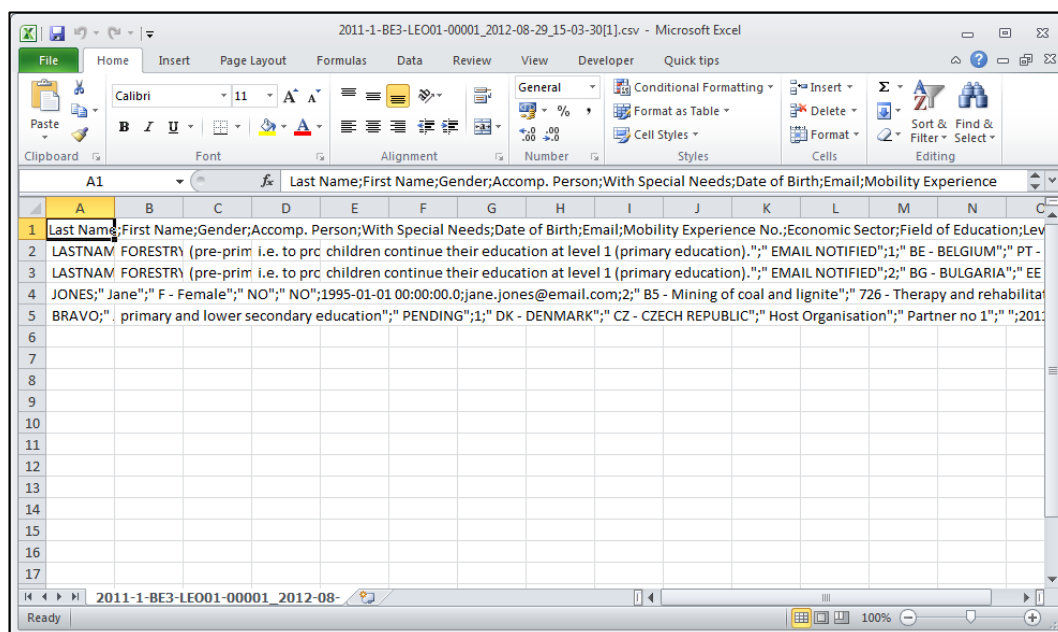 2011-1-BE3-LEO01-00001_2012-08-29_15-03-30[1].csv - Microsoft Excel
File Home Insert Page Layout Formulas Data Review View Developer Quick tips
Calibri 11 A A General Conditional Formatting Insert Σ
Paste % , Format as Table Delete Sort & Find &
B I U A Cell Styles Format Filter Select
Clipboard Font Alignment Number Styles Cells Editing
A1 fx Last Name;First Name;Gender;Accomp. Person;With Special Needs;Date of Birth;Email;Mobility Experience
A B C D E F G H I J K L M N
1 Last Name;First Name;Gender;Accomp. Person;With Special Needs;Date of Birth;Email;Mobility Experience No.;Economic Sector;Field of Education;Lev
2 LASTNAM FORESTRY (pre-prim i.e. to pro children continue their education at level 1 (primary education).";" EMAIL NOTIFIED";1;" BE - BELGIUM";" PT -
3 LASTNAM FORESTRY (pre-prim i.e. to pro children continue their education at level 1 (primary education).";" EMAIL NOTIFIED";2;" BG - BULGARIA";" EE
4 JONES;" Jane";" F - Female";" NO";" NO";1995-01-01 00:00:00.0;jane.jones@email.com;2;" B5 - Mining of coal and lignite";" 726 - Therapy and rehabilitat
5 BRAVO;" primary and lower secondary education";" PENDING";1;" DK - DENMARK";" CZ - CZECH REPUBLIC";" Host Organisation";" Partner no 1";" ";201
6
7
8
9
10
11
12
13
14
15
16
17
2011-1-BE3-LEO01-00001_2012-08-
Ready 100%